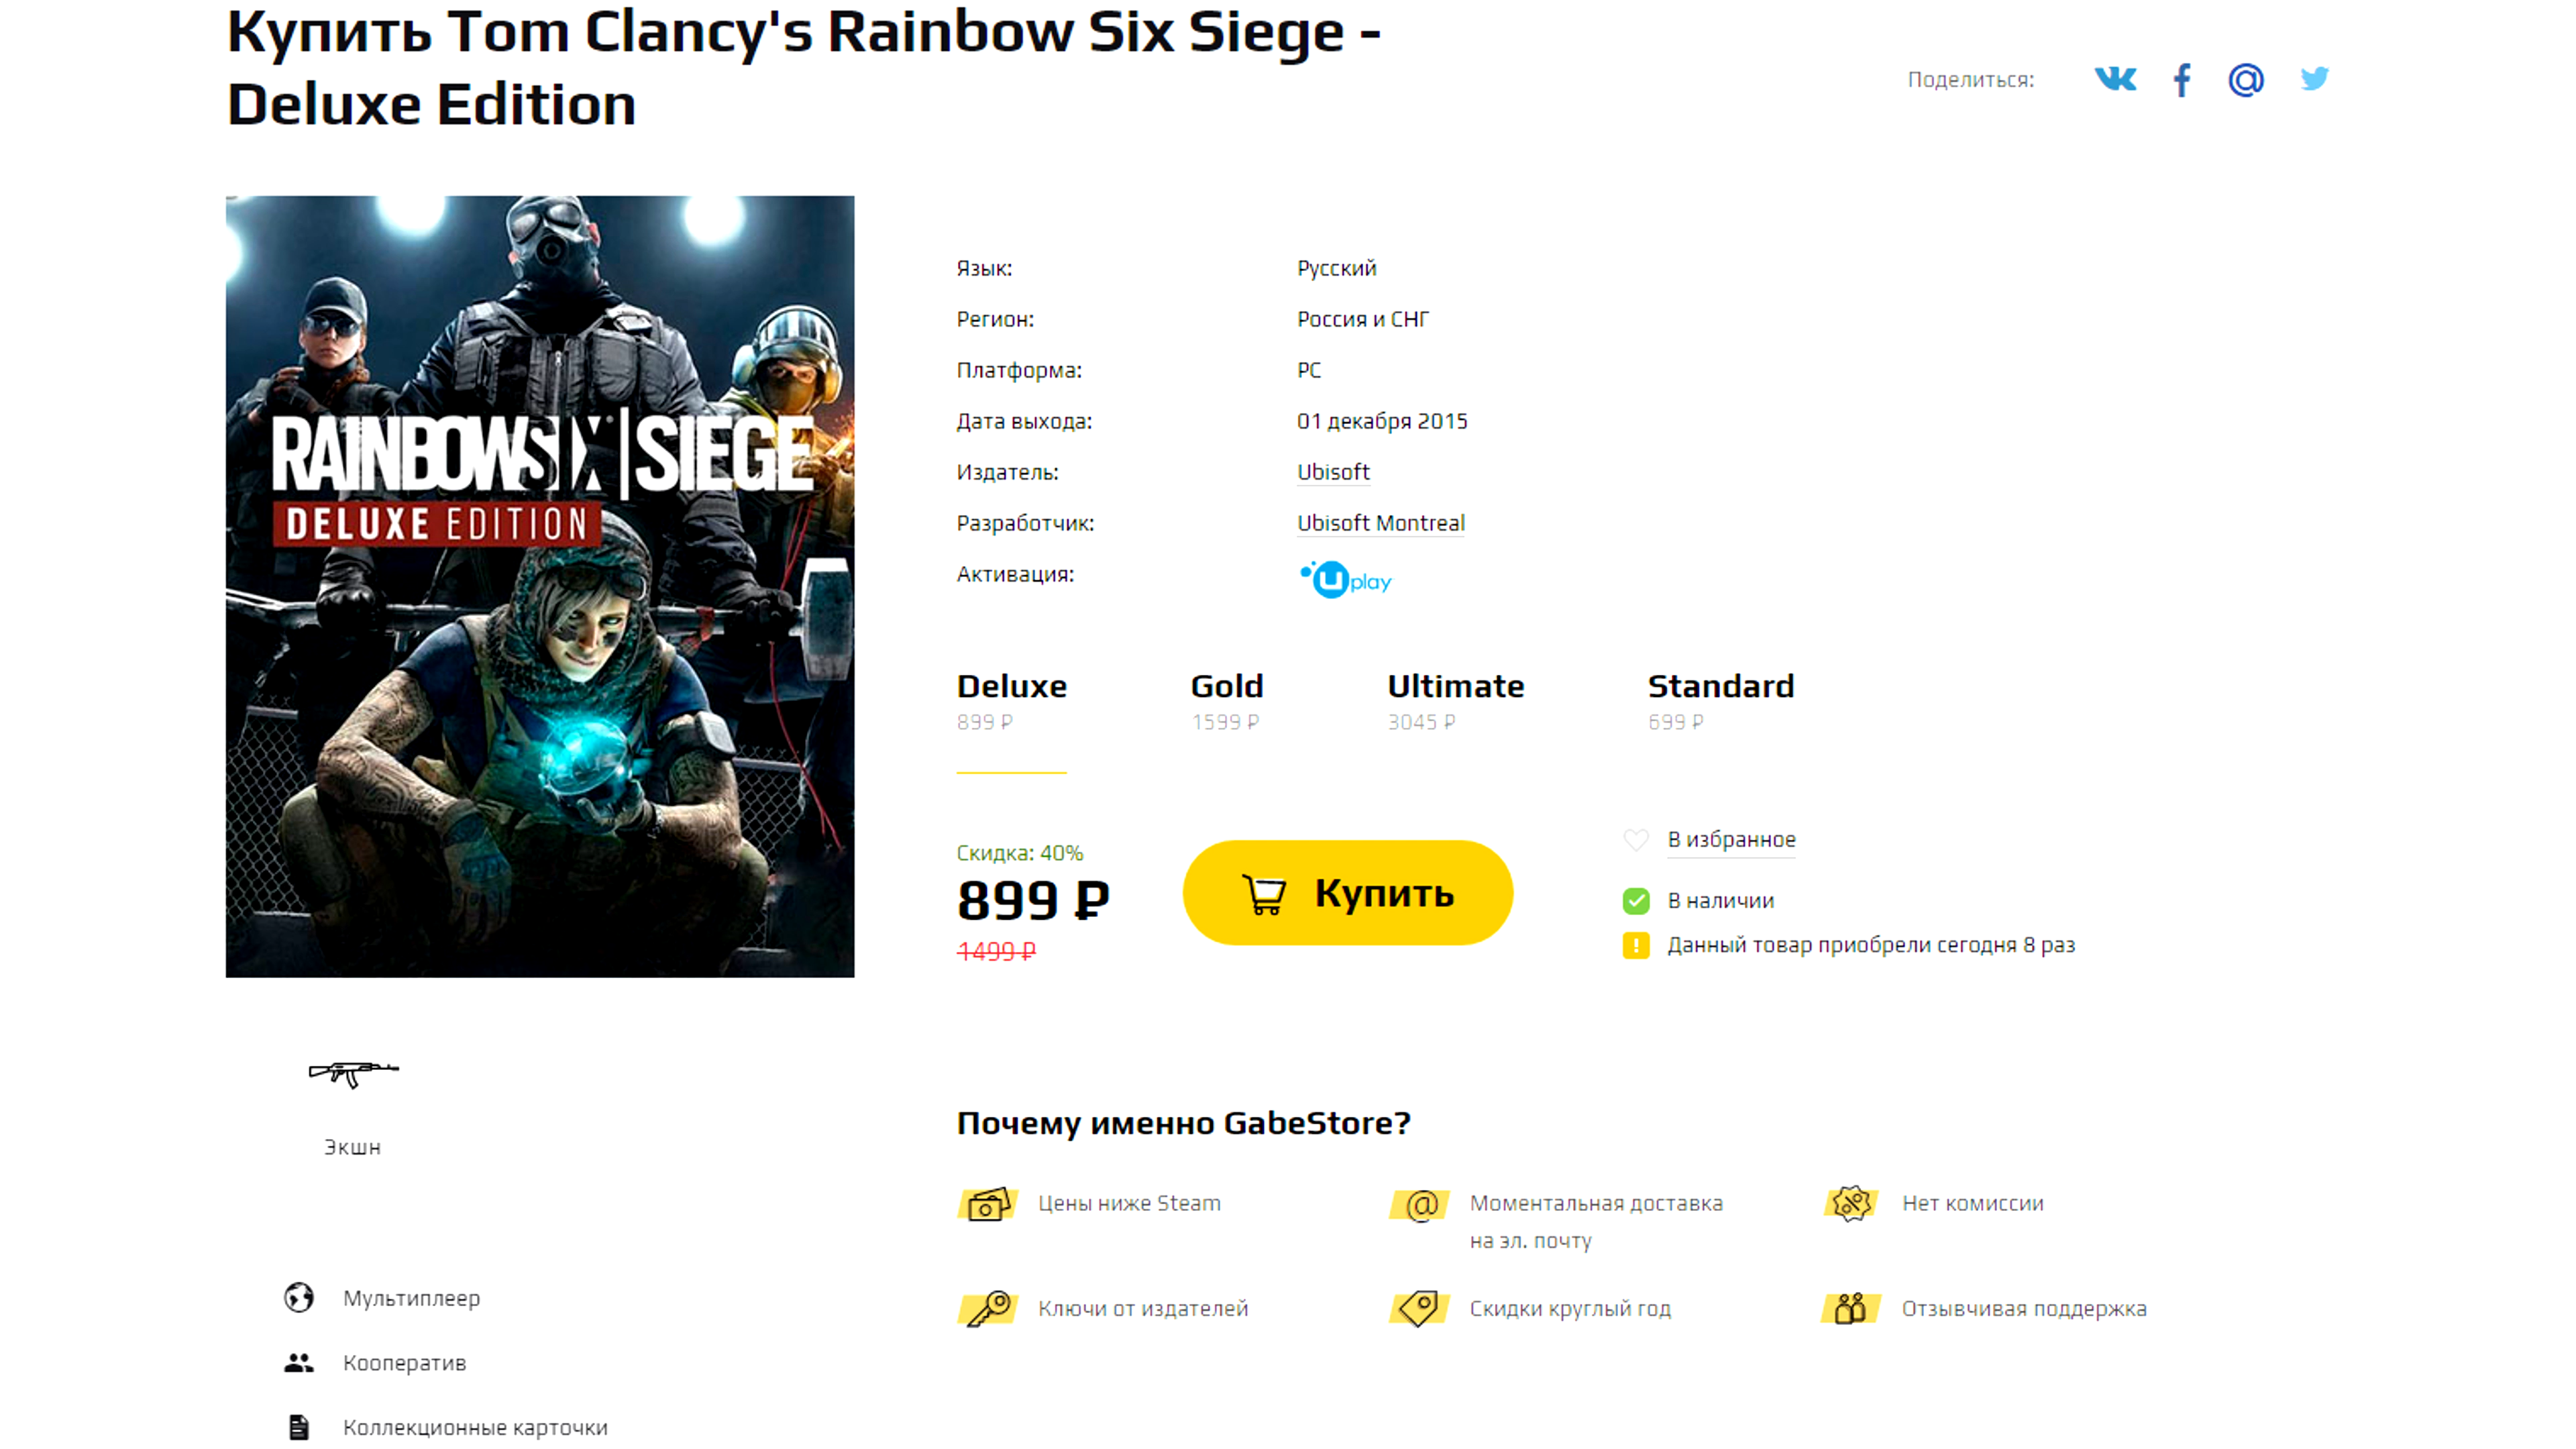 Купить Tom Clancy's Rainbow Six Siege -
Deluxe Edition
Поделиться:
RAINBOWSIX | SIEGE
DELUXE EDITION
Язык: Русский
Регион: Россия и СНГ
Платформа: PC
Дата выхода: 01 декабря 2015
Издатель: Ubisoft
Разработчик: Ubisoft Montreal
Активация: Uplay
Deluxe Gold Ultimate Standard
899 ₽ 1599 ₽ 3045 ₽ 699 ₽
Скидка: 40%
899 ₽
1499 ₽
Купить
В избранное
В наличии
Данный товар приобрели сегодня 8 раз
Экшн
Мультиплеер
Кооператив
Коллекционные карточки
Почему именно GabeStore?
Цены ниже Steam
Моментальная доставка
на эл. почту
Нет комиссии
Ключи от издателей
Скидки круглый год
Отзывчивая поддержка